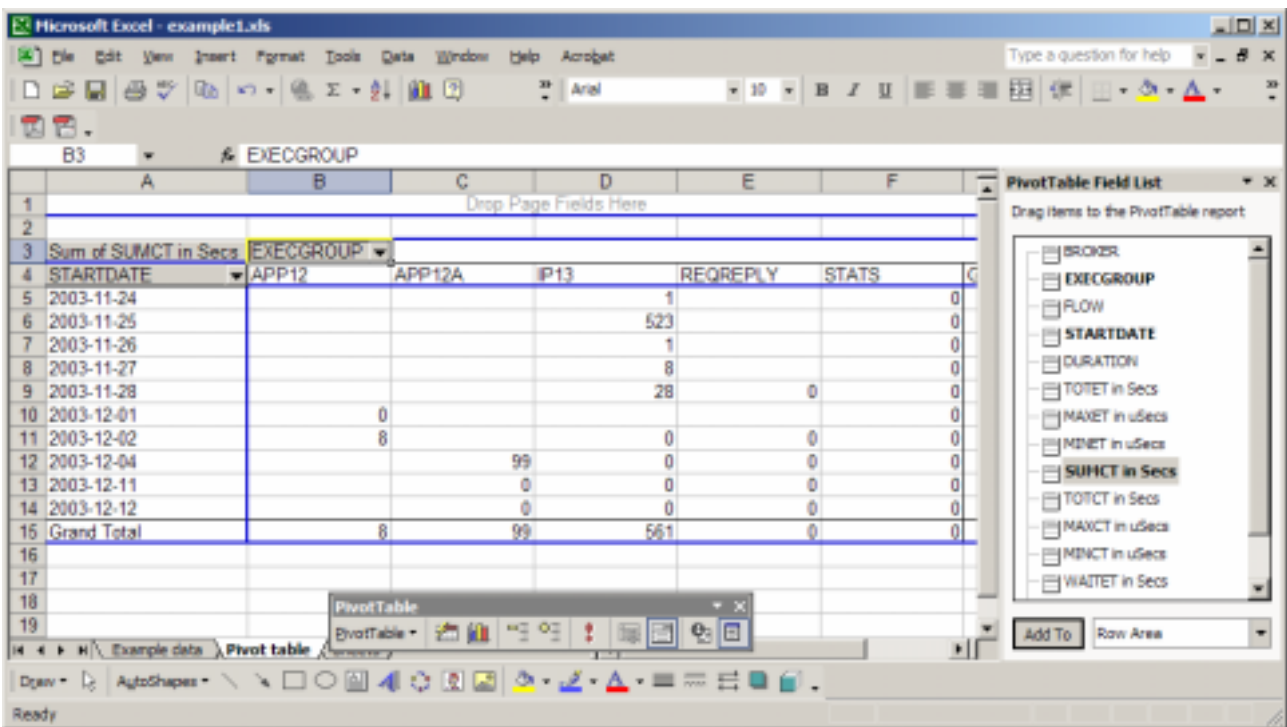 Microsoft Excel - example1.xls
File Edit View Insert Format Tools Data Window Help Acrobat Type a question for help
Arial 10 B I U
B3 fx EXECGROUP
A B C D E F
1 Drop Page Fields Here
2
3 Sum of SUMCT in Secs EXECGROUP
4 STARTDATE APP12 APP12A IP13 REQREPLY STATS
5 2003-11-24 1 0
6 2003-11-25 523 0
7 2003-11-26 1 0
8 2003-11-27 8 0
9 2003-11-28 28 0 0
10 2003-12-01 0 0
11 2003-12-02 8 0 0 0
12 2003-12-04 99 0 0 0
13 2003-12-11 0 0 0 0
14 2003-12-12 0 0 0 0
15 Grand Total 8 99 561 0 0
16
17
18
19
PivotTable
PivotTable
Example data Pivot table
PivotTable Field List
Drag items to the PivotTable report
BROKER
EXECGROUP
FLOW
STARTDATE
DURATION
TOTET in Secs
MAXET in uSecs
MINET in uSecs
SUMCT in Secs
TOTCT in Secs
MAXCT in uSecs
MINCT in uSecs
WAITET in Secs
Add To Row Area
Draw AutoShapes
Ready